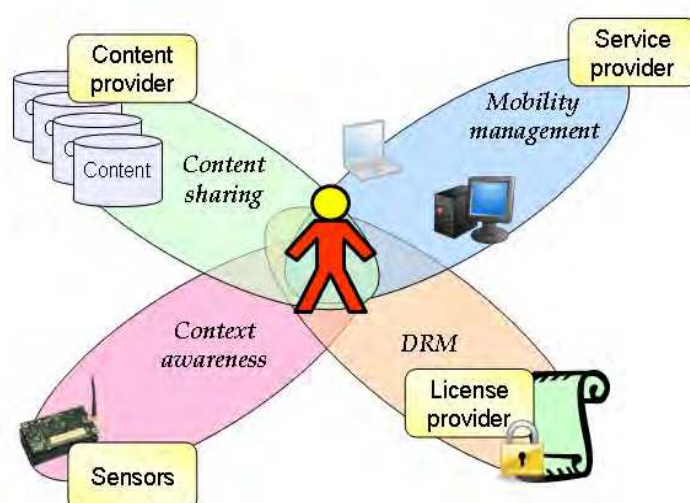 Content
provider
Service
provider
Mobility
management
Content
Content
sharing
Context
awareness
DRM
License
provider
Sensors